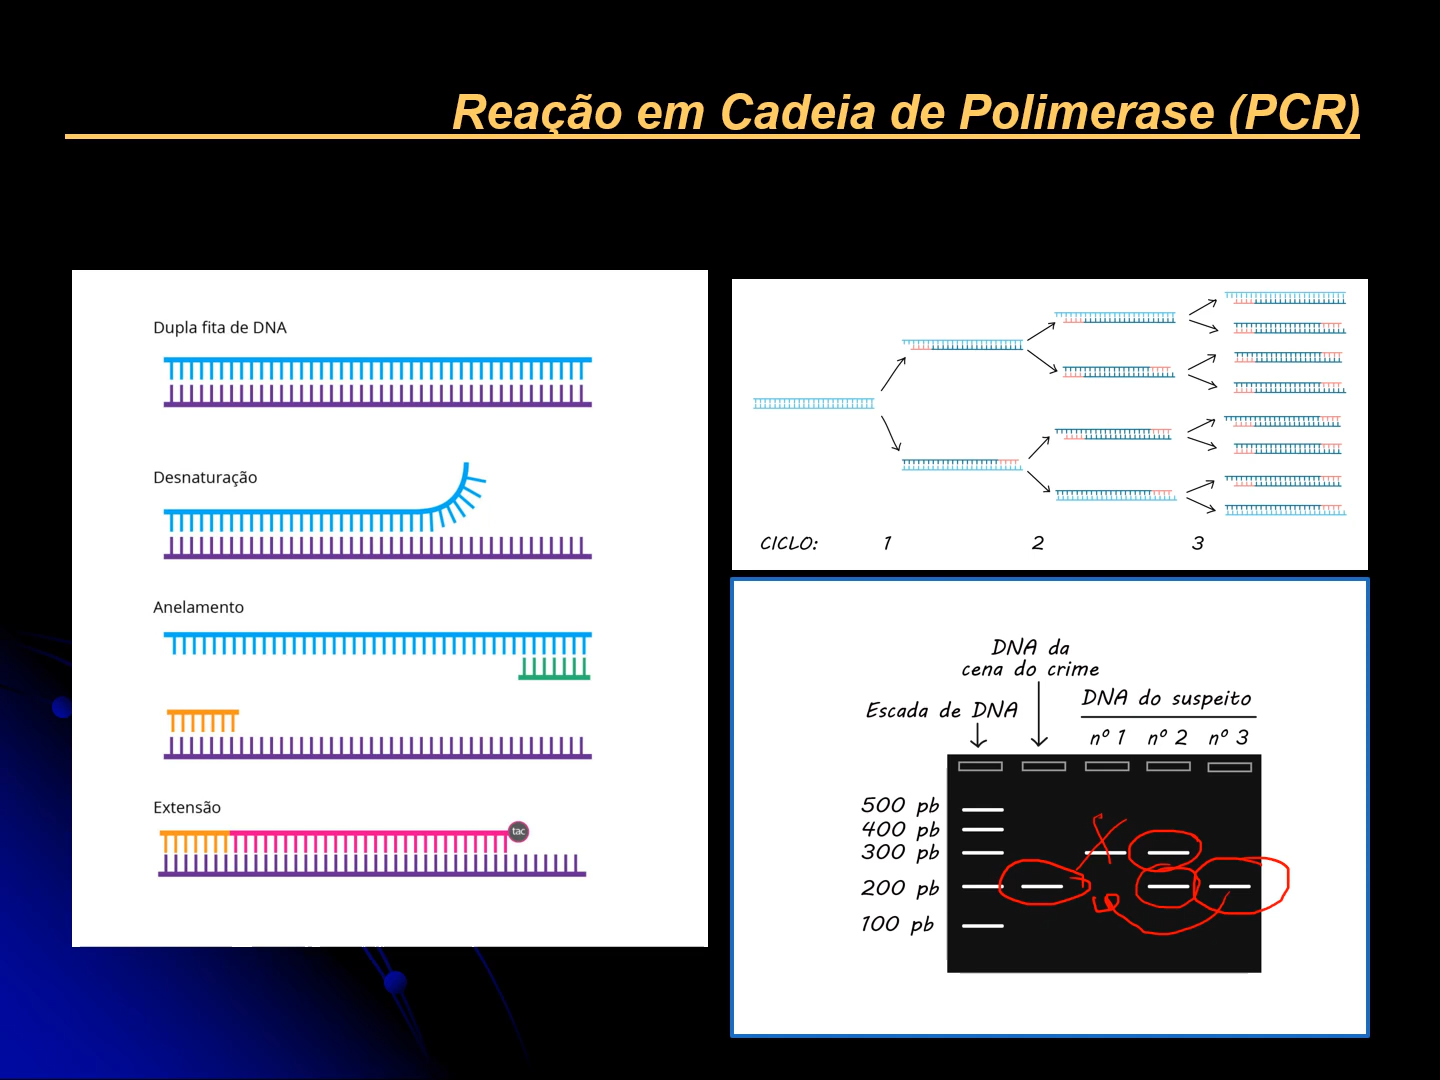 Reação em Cadeia de Polimerase (PCR)
Dupla fita de DNA
Desnaturação
Anelamento
Extensão
tac
CICLO: 1 2 3
DNA da
cena do crime
Escada de DNA
DNA do suspeito
nº 1 nº 2 nº 3
500 pb
400 pb
300 pb
200 pb
100 pb